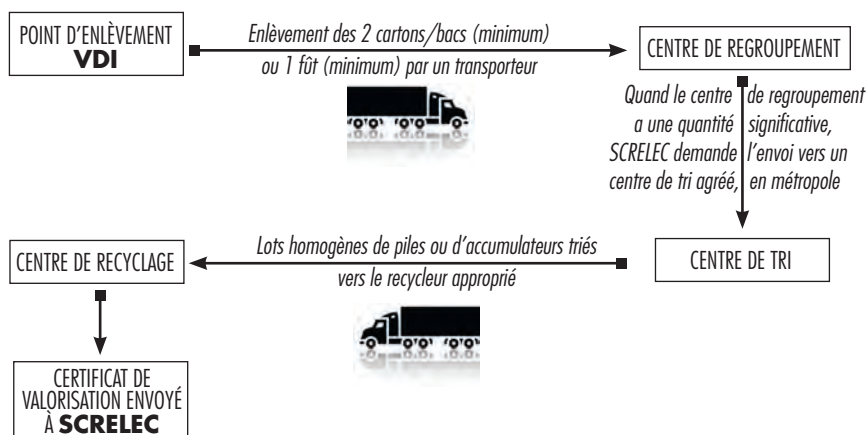 POINT D’ENLÈVEMENT
VDI
Enlèvement des 2 cartons/bacs (minimum)
ou 1 fût (minimum) par un transporteur
CENTRE DE REGROUPEMENT
Quand le centre de regroupement
a une quantité significative,
SCRELEC demande l’envoi vers un
centre de tri agréé, en métropole
CENTRE DE TRI
Lots homogènes de piles ou d’accumulateurs triés
vers le recycleur approprié
CENTRE DE RECYCLAGE
CERTIFICAT DE
VALORISATION ENVOYÉ
À SCRELEC